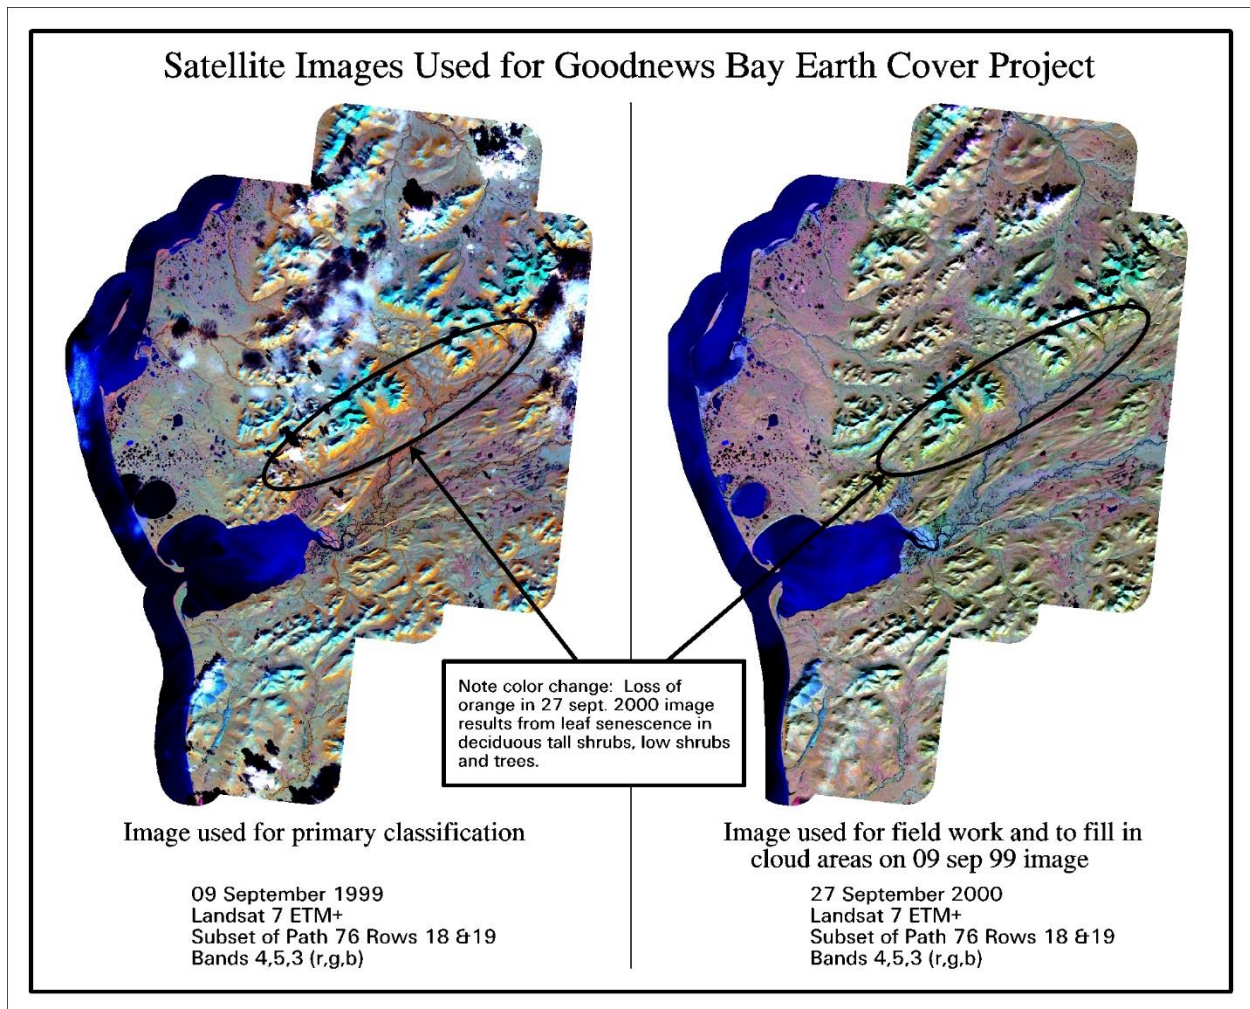 Satellite Images Used for Goodnews Bay Earth Cover Project
Note color change: Loss of
orange in 27 sept. 2000 image
results from leaf senescence in
deciduous tall shrubs, low shrubs
and trees.
Image used for primary classification
09 September 1999
Landsat 7 ETM+
Subset of Path 76 Rows 18 &19
Bands 4,5,3 (r,g,b)
Image used for field work and to fill in
cloud areas on 09 sep 99 image
27 September 2000
Landsat 7 ETM+
Subset of Path 76 Rows 18 &19
Bands 4,5,3 (r,g,b)